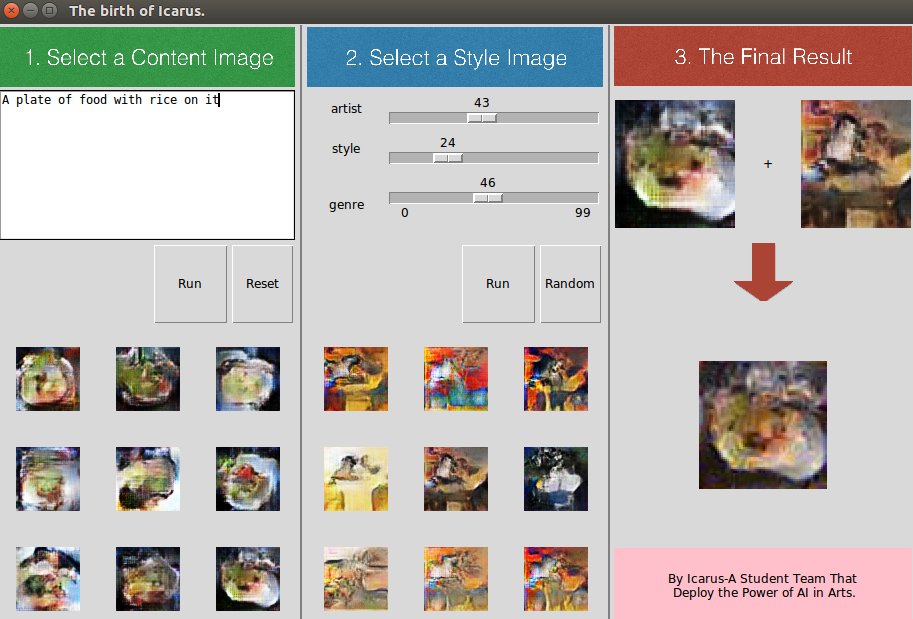 The birth of Icarus.
1. Select a Content Image
A plate of food with rice on it
Run
Reset
2. Select a Style Image
artist
43
style
24
genre
46
0
99
Run
Random
3. The Final Result
+
By Icarus-A Student Team That
Deploy the Power of AI in Arts.